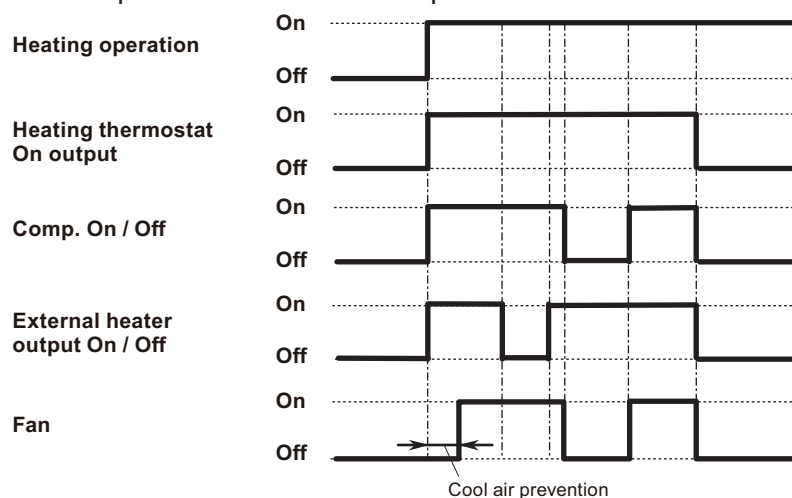 On
Heating operation
Off
On
Heating thermostat
On output
Off
On
Comp. On / Off
Off
On
External heater
output On / Off
Off
On
Fan
Off
Cool air prevention